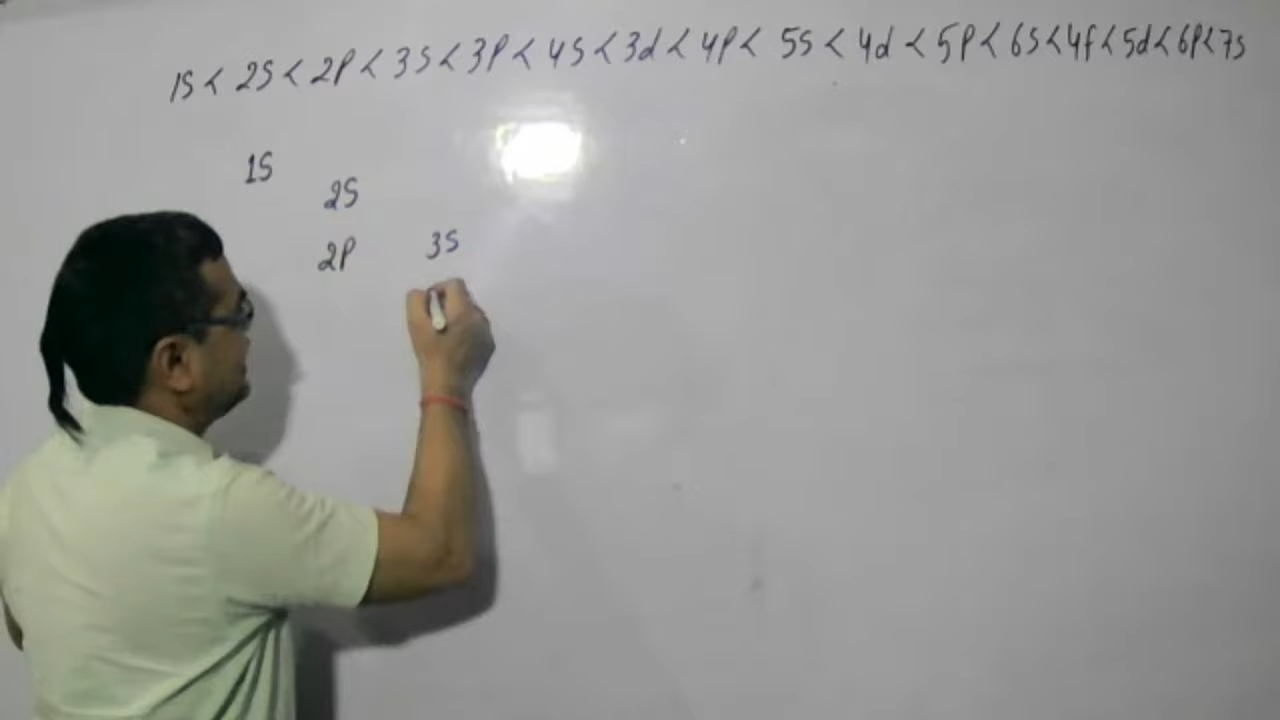 1S < 2S < 2P < 3S < 3P < 4S < 3d < 4P < 5S < 4d < 5P < 6S < 4f < 5d < 6P < 7S
1S
2S
2P 3S